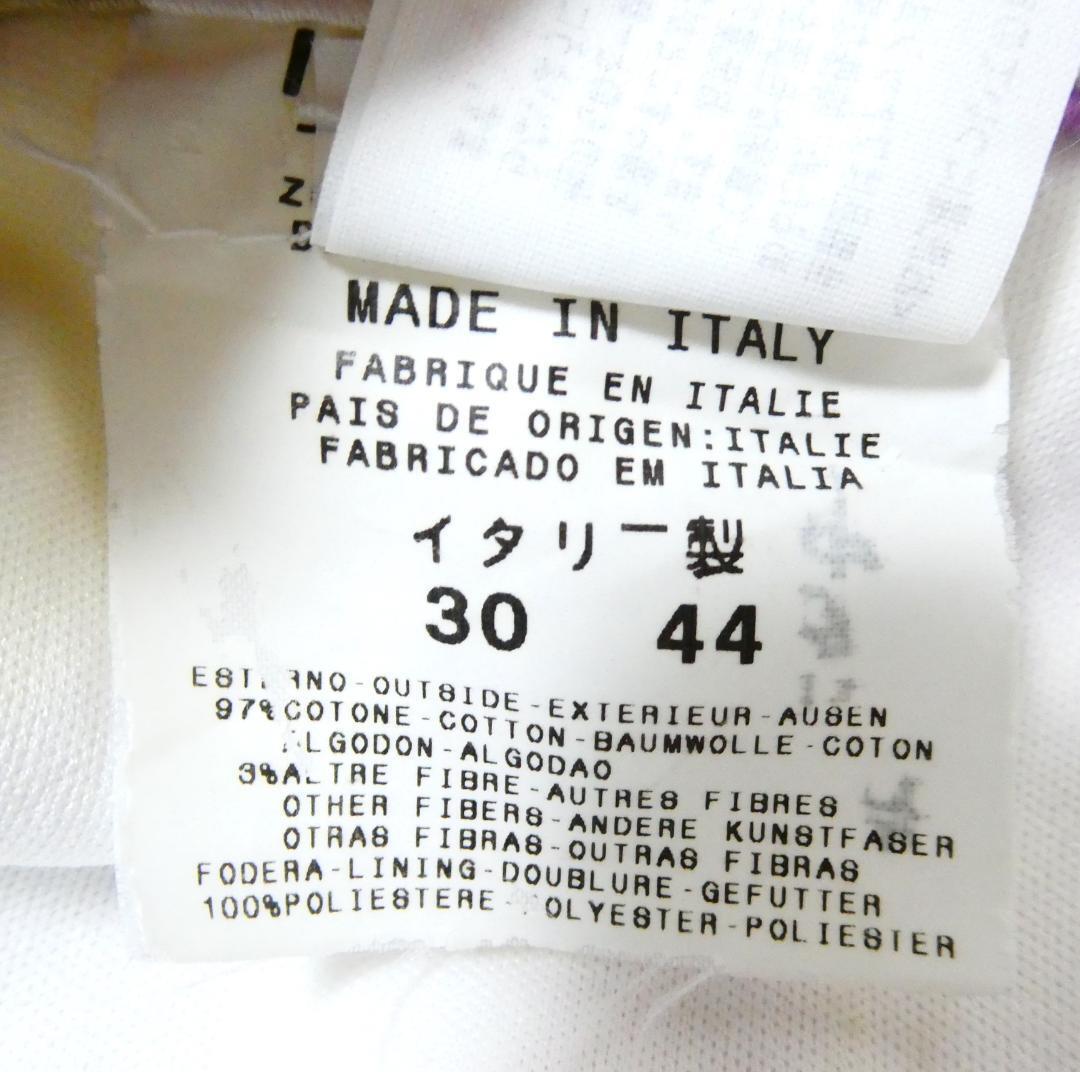 MADE IN ITALY
FABRIQUE EN ITALIE
PAIS DE ORIGEN:ITALIE
FABRICADO EM ITALIA
イタリー製
30 44
OUTSIDE-EXTERIEUR-AUSEN
97% COTONE-COTTON-BAUMWOLLE-COTON
ALGODON-ALGODAO
3% ALTRE FIBRE-AUTRES FIBRES
OTHER FIBERS-ANDERE KUNSTFASER
OTRAS FIBRAS-OUTRAS FIBRAS
FODERA-LINING-DOUBLURE-GEFUTTER
100%POLIESTERE OLYESTER-POLIESTER